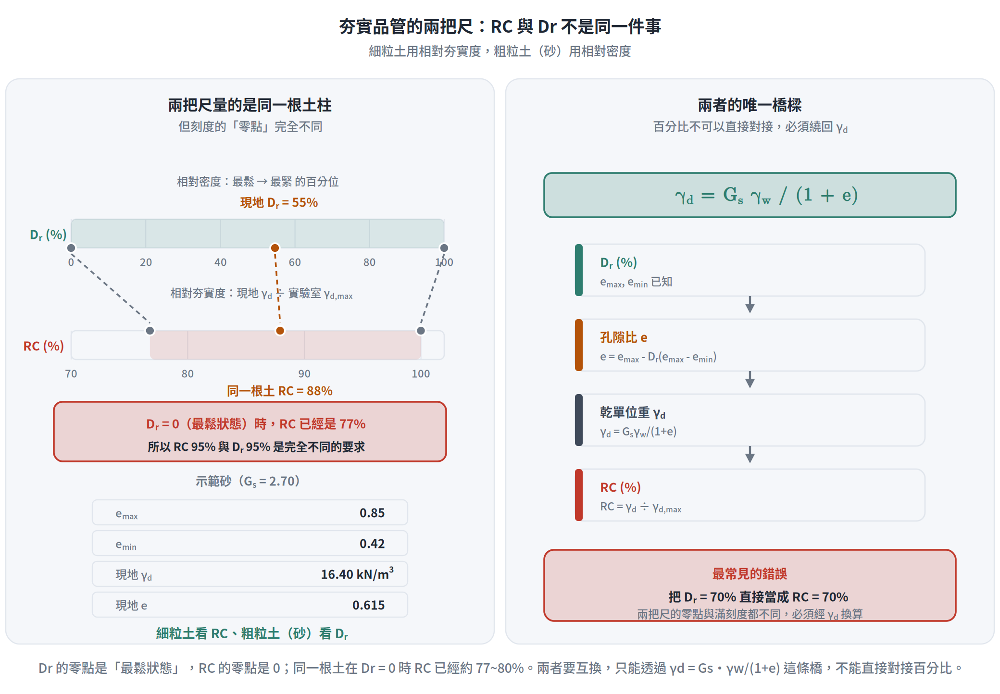 夯實品管的兩把尺：RC 與 Dr 不是同一件事
細粒土用相對夯實度，粗粒土（砂）用相對密度
兩把尺量的是同一根土柱
但刻度的「零點」完全不同
相對密度：最鬆 → 最緊 的百分位
現地 Dr = 55%
Dr (%)
0 20 40 60 80 100
相對夯實度：現地 γd ÷ 實驗室 γd,max
RC (%)
70 80 90 100
同一根土 RC = 88%
Dr = 0（最鬆狀態）時，RC 已經是 77%
所以 RC 95% 與 Dr 95% 是完全不同的要求
示範砂（Gs = 2.70）
emax 0.85
emin 0.42
現地 γd 16.40 kN/m³
現地 e 0.615
細粒土看 RC、粗粒土（砂）看 Dr
兩者的唯一橋樑
百分比不可以直接對接，必須繞回 γd
γd = Gs γw / (1 + e)
Dr (%)
emax, emin 已知
孔隙比 e
e = emax - Dr(emax - emin)
乾單位重 γd
γd = Gsγw/(1+e)
RC (%)
RC = γd ÷ γd,max
最常見的錯誤
把 Dr = 70% 直接當成 RC = 70%
兩把尺的零點與滿刻度都不同，必須經 γd 換算
Dr 的零點是「最鬆狀態」，RC 的零點是 0；同一根土在 Dr = 0 時 RC 已經約 77~80%。兩者要互換，只能透過 γd = Gs・γw/(1+e) 這條橋，不能直接對接百分比。